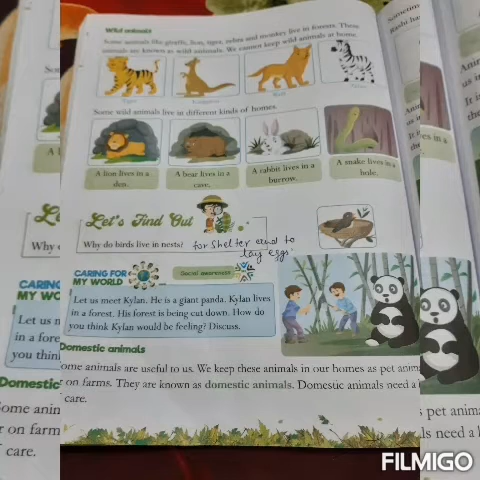 Wild animals
Some animals like giraffe, lion, tiger, zebra and monkey live in forests. These
animals are known as wild animals. We cannot keep wild animals at home.
Tiger
Kangaroo
Wolf
Zebra
Some wild animals live in different kinds of homes.
A lion lives in a
den.
A bear lives in a
cave.
A rabbit lives in a
burrow.
A snake lives in a
hole.
Let's Find Out
Why do birds live in nests? for shelter and to
lay eggs
CARING FOR
MY WORLD
Social awareness
Let us meet Kylan. He is a giant panda. Kylan lives
in a forest. His forest is being cut down. How do
you think Kylan would be feeling? Discuss.
Domestic animals
ome animals are useful to us. We keep these animals in our homes as pet anim
r on farms. They are known as domestic animals. Domestic animals need a
care.
FILMIGO